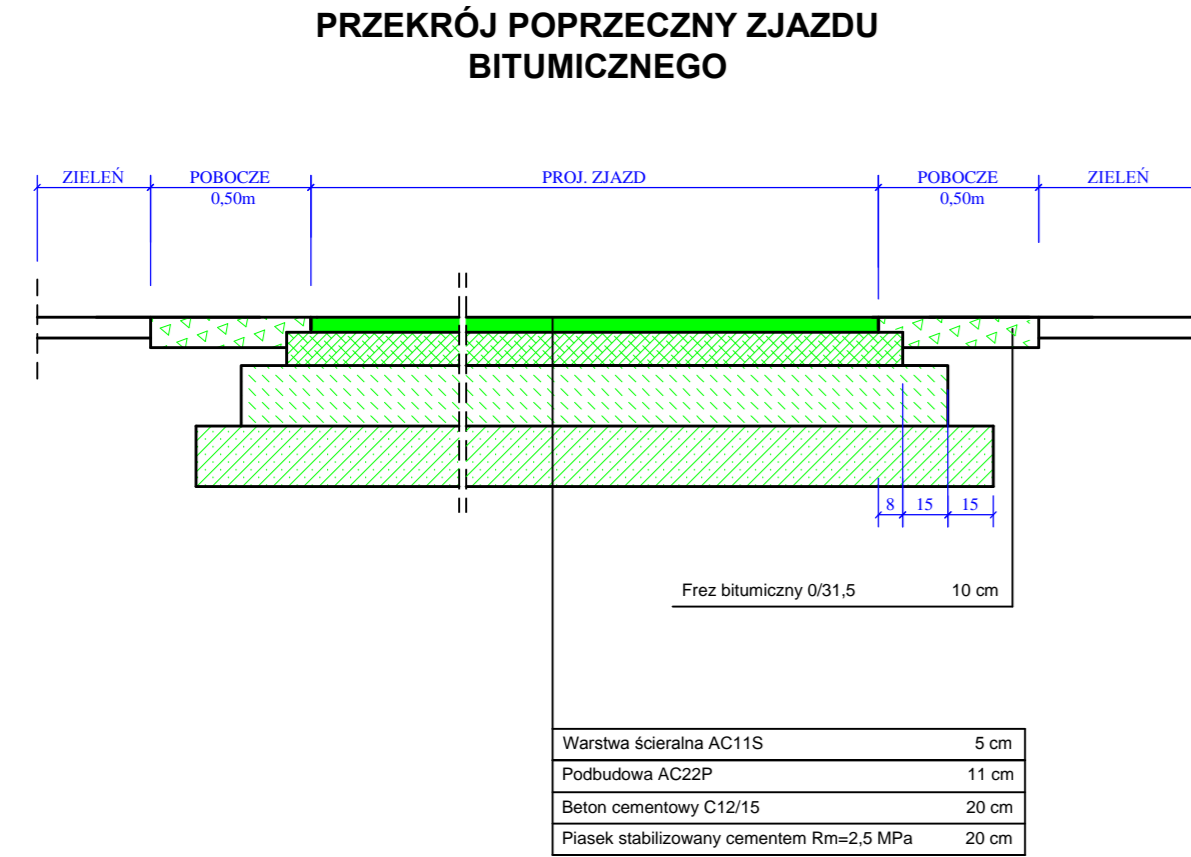 PRZEKRÓJ POPRZECZNY ZJAZDU
BITUMICZNEGO
ZIELEŃ POBOCZE PROJ. ZJAZD POBOCZE ZIELEŃ
0,50m 0,50m
8 15 15
Frez bitumiczny 0/31,5 10 cm
Warstwa ścieralna AC11S 5 cm
Podbudowa AC22P 11 cm
Beton cementowy C12/15 20 cm
Piasek stabilizowany cementem Rm=2,5 MPa 20 cm